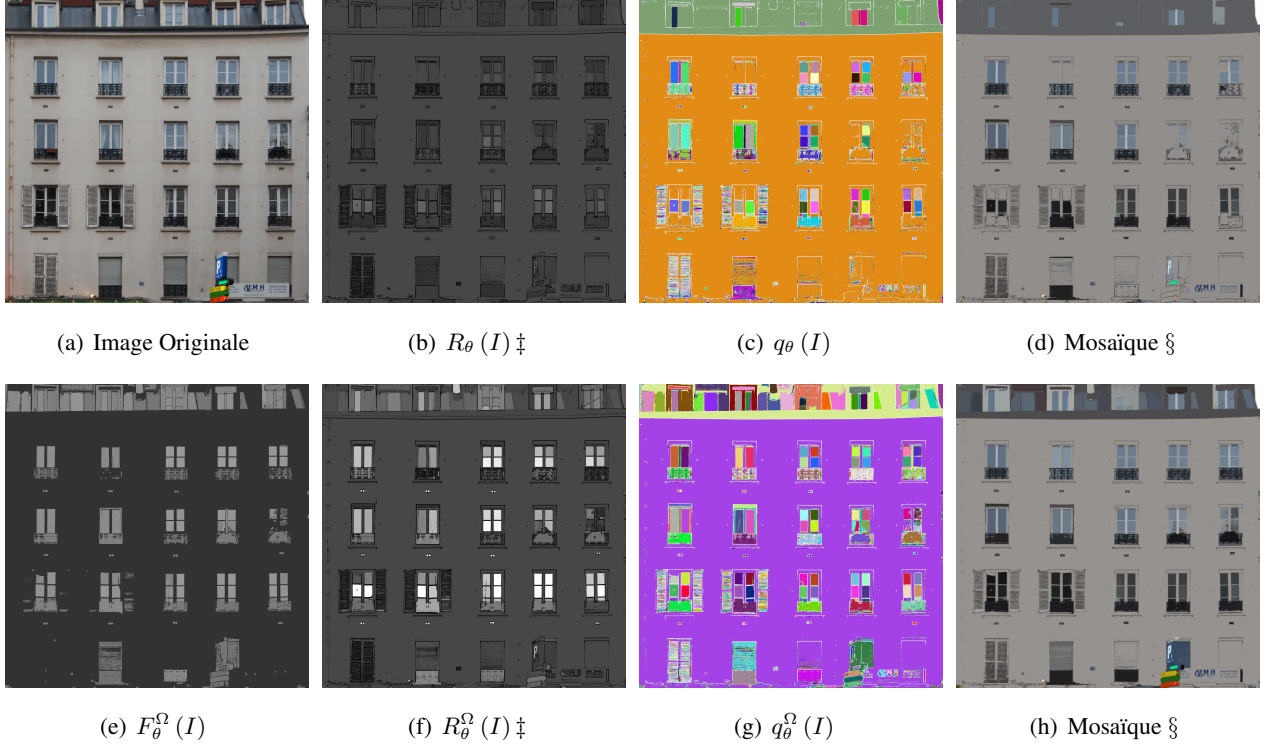 (a) Image Originale
(b) R_θ (I) ‡
(c) q_θ (I)
(d) Mosaïque §
(e) F_θ^Ω (I)
(f) R_θ^Ω (I) ‡
(g) q_θ^Ω (I)
(h) Mosaïque §